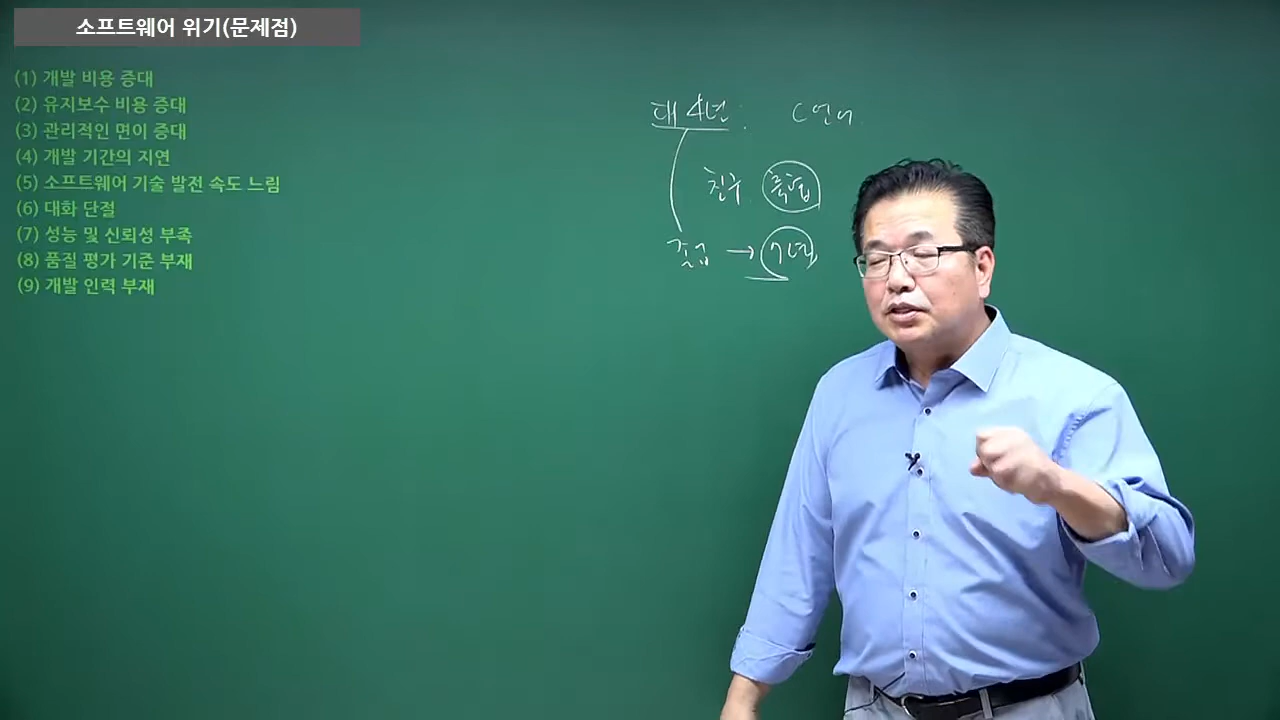 소프트웨어 위기(문제점)
(1) 개발 비용 증대
(2) 유지보수 비용 증대
(3) 관리적인 면이 증대
(4) 개발 기간의 지연
(5) 소프트웨어 기술 발전 속도 느림
(6) 대화 단절
(7) 성능 및 신뢰성 부족
(8) 품질 평가 기준 부재
(9) 개발 인력 부재
대 4년 : C언어
친구
→ 7년